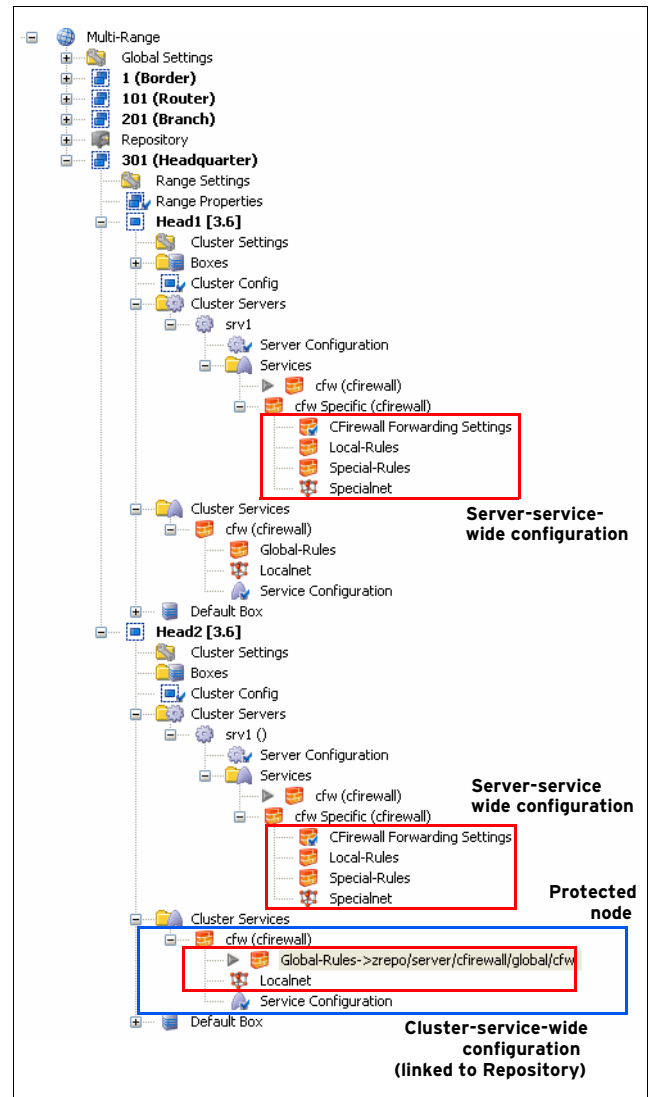 Multi-Range
Global Settings
1 (Border)
101 (Router)
201 (Branch)
Repository
301 (Headquarter)
Range Settings
Range Properties
Head1 [3.6]
Cluster Settings
Boxes
Cluster Config
Cluster Servers
srv1
Server Configuration
Services
cfw (cfirewall)
cfw Specific (cfirewall)
CFirewall Forwarding Settings
Local-Rules
Special-Rules
Specialnet
Server-service-
wide configuration
Cluster Services
cfw (cfirewall)
Global-Rules
Localnet
Service Configuration
Default Box
Head2 [3.6]
Cluster Settings
Boxes
Cluster Config
Cluster Servers
srv1 ()
Server Configuration
Services
cfw (cfirewall)
cfw Specific (cfirewall)
Server-service
wide configuration
CFirewall Forwarding Settings
Local-Rules
Special-Rules
Specialnet
Protected
node
Cluster Services
cfw (cfirewall)
Global-Rules->zrepo/server/cfirewall/global/cfw
Localnet
Service Configuration
Default Box
Cluster-service-wide
configuration
(linked to Repository)